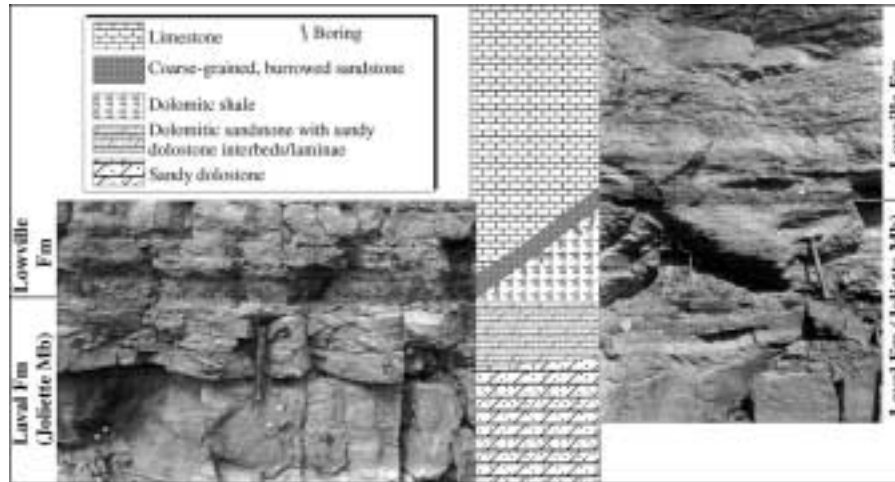 Limestone
Boring
Coarse-grained, burrowed sandstone
Dolomitc shale
Dolomitic sandstone with sandy
dolostone interbeds/laminae
Sandy dolostone
Lowville
Fm
Laval Fm
(Joliette Mb)